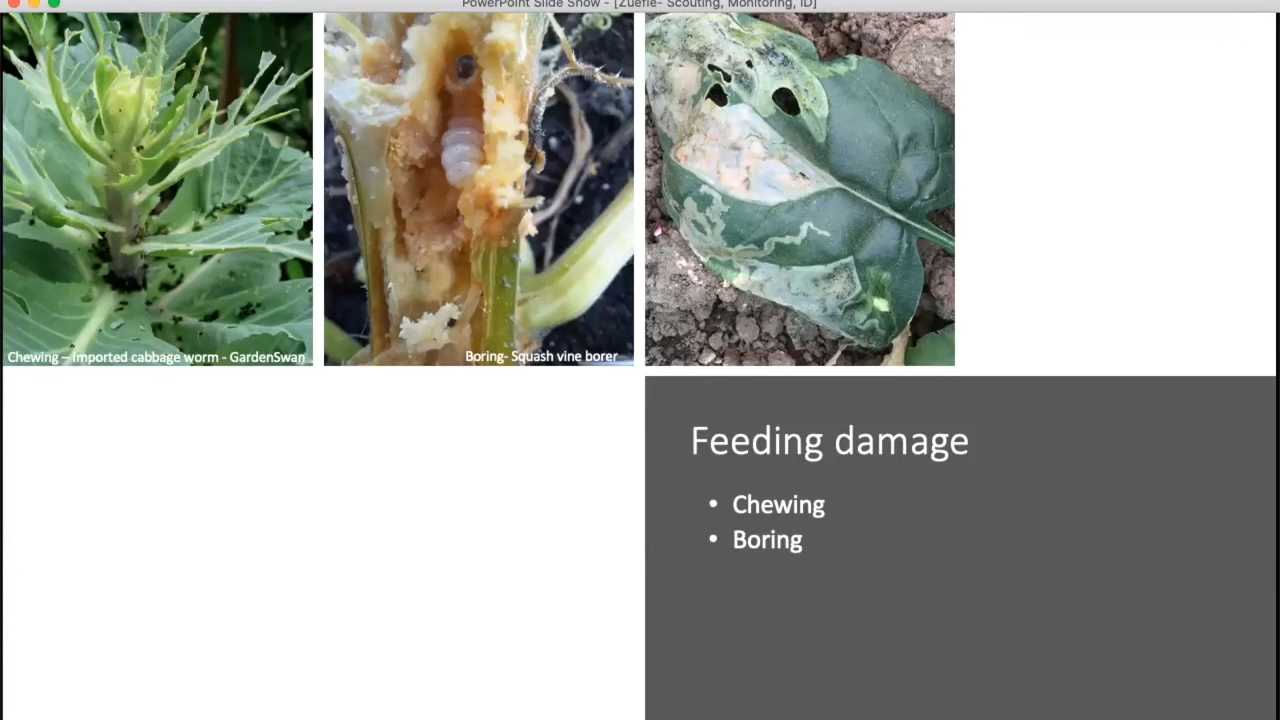 PowerPoint Slide Show - [Zuefle- Scouting, Monitoring, ID]
Chewing – Imported cabbage worm - GardenSwan
Boring- Squash vine borer
Feeding damage
• Chewing
• Boring